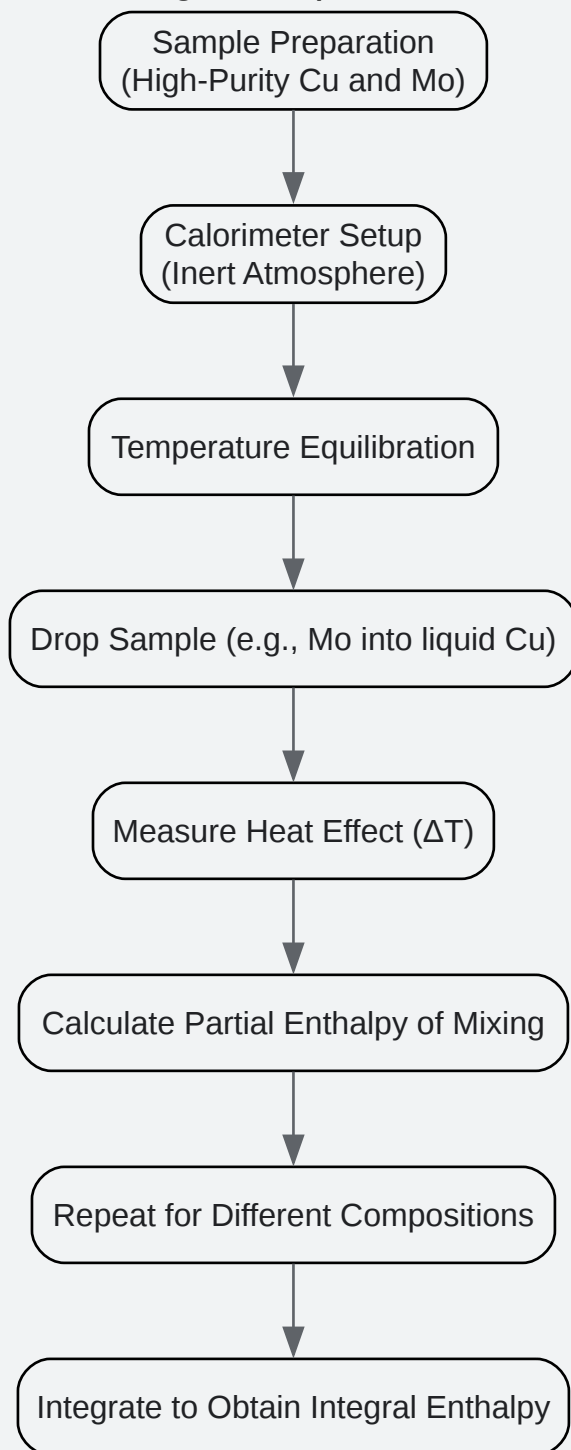 Sample Preparation
(High-Purity Cu and Mo)
Calorimeter Setup
(Inert Atmosphere)
Temperature Equilibration
Drop Sample (e.g., Mo into liquid Cu)
Measure Heat Effect (ΔT)
Calculate Partial Enthalpy of Mixing
Repeat for Different Compositions
Integrate to Obtain Integral Enthalpy